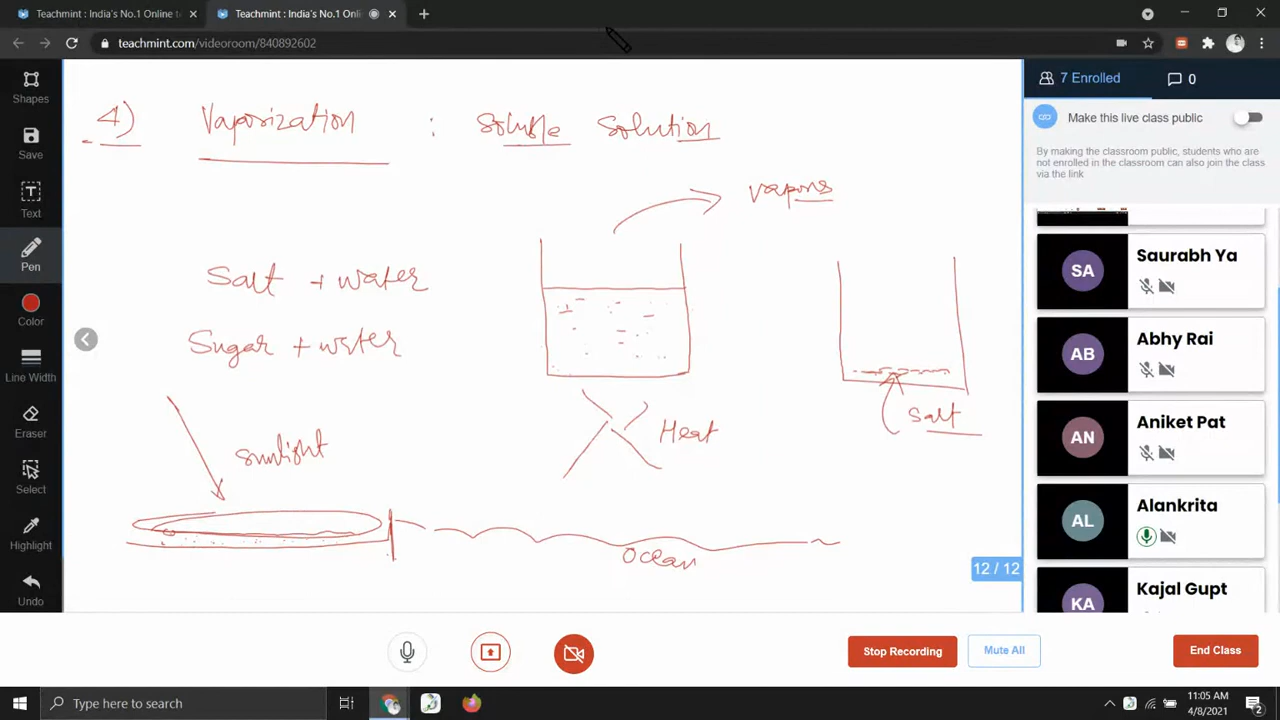 Teachmint: India's No.1 Online t
Teachmint: India's No.1 Onli
teachmint.com/videoroom/840892602
Shapes
Save
Text
Pen
Color
Line Width
Eraser
Select
Highlight
Undo
4) Vaporization : Soluble Solution
vapors
Salt + water
Sugar + water
Heat
Salt
Sunlight
Ocean
12 / 12
7 Enrolled
0
Make this live class public
By making the classroom public, students who are
not enrolled in the classroom can also join the class
via the link
SA Saurabh Ya
AB Abhy Rai
AN Aniket Pat
AL Alankrita
KA Kajal Gupt
Stop Recording
Mute All
End Class
Type here to search
11:05 AM
4/8/2021
2